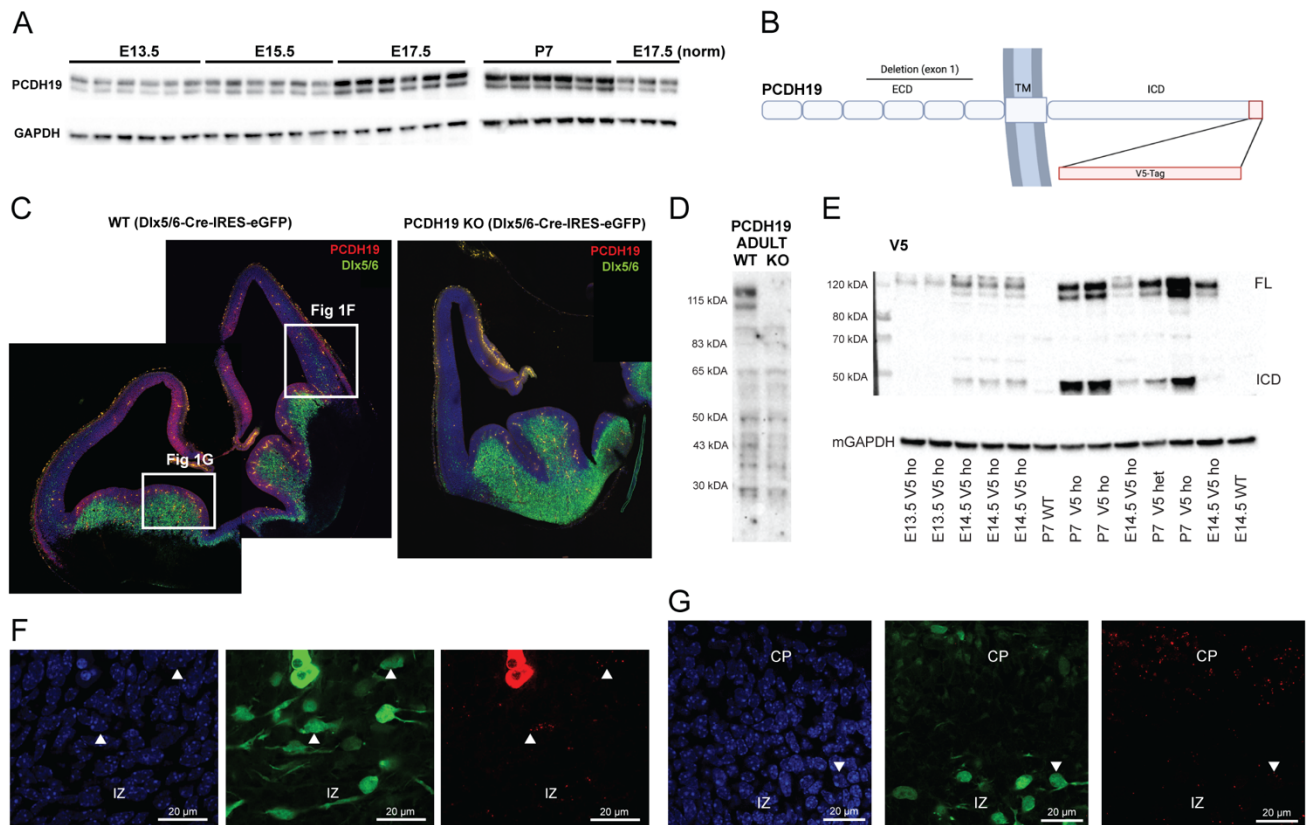 A
E13.5 E15.5 E17.5 P7 E17.5 (norm)
PCDH19
GAPDH
B
Deletion (exon 1)
PCDH19 ECD TM ICD
V5-Tag
C
WT (Dlx5/6-Cre-IRES-eGFP)
PCDH19
Dlx5/6
Fig 1F
Fig 1G
PCDH19 KO (Dlx5/6-Cre-IRES-eGFP)
PCDH19
Dlx5/6
D
PCDH19
ADULT
WT KO
115 kDA
83 kDA
65 kDA
50 kDA
43 kDA
30 kDA
E
V5
120 kDA FL
80 kDA
70 kDA
50 kDA ICD
mGAPDH
E13.5 V5 ho
E13.5 V5 ho
E14.5 V5 ho
E14.5 V5 ho
E14.5 V5 ho
P7 WT
P7 V5 ho
P7 V5 ho
E14.5 V5 ho
P7 V5 het
P7 V5 ho
E14.5 V5 ho
E14.5 WT
F
IZ
20 µm
IZ
20 µm
IZ
20 µm
G
CP
IZ
20 µm
CP
IZ
20 µm
CP
IZ
20 µm